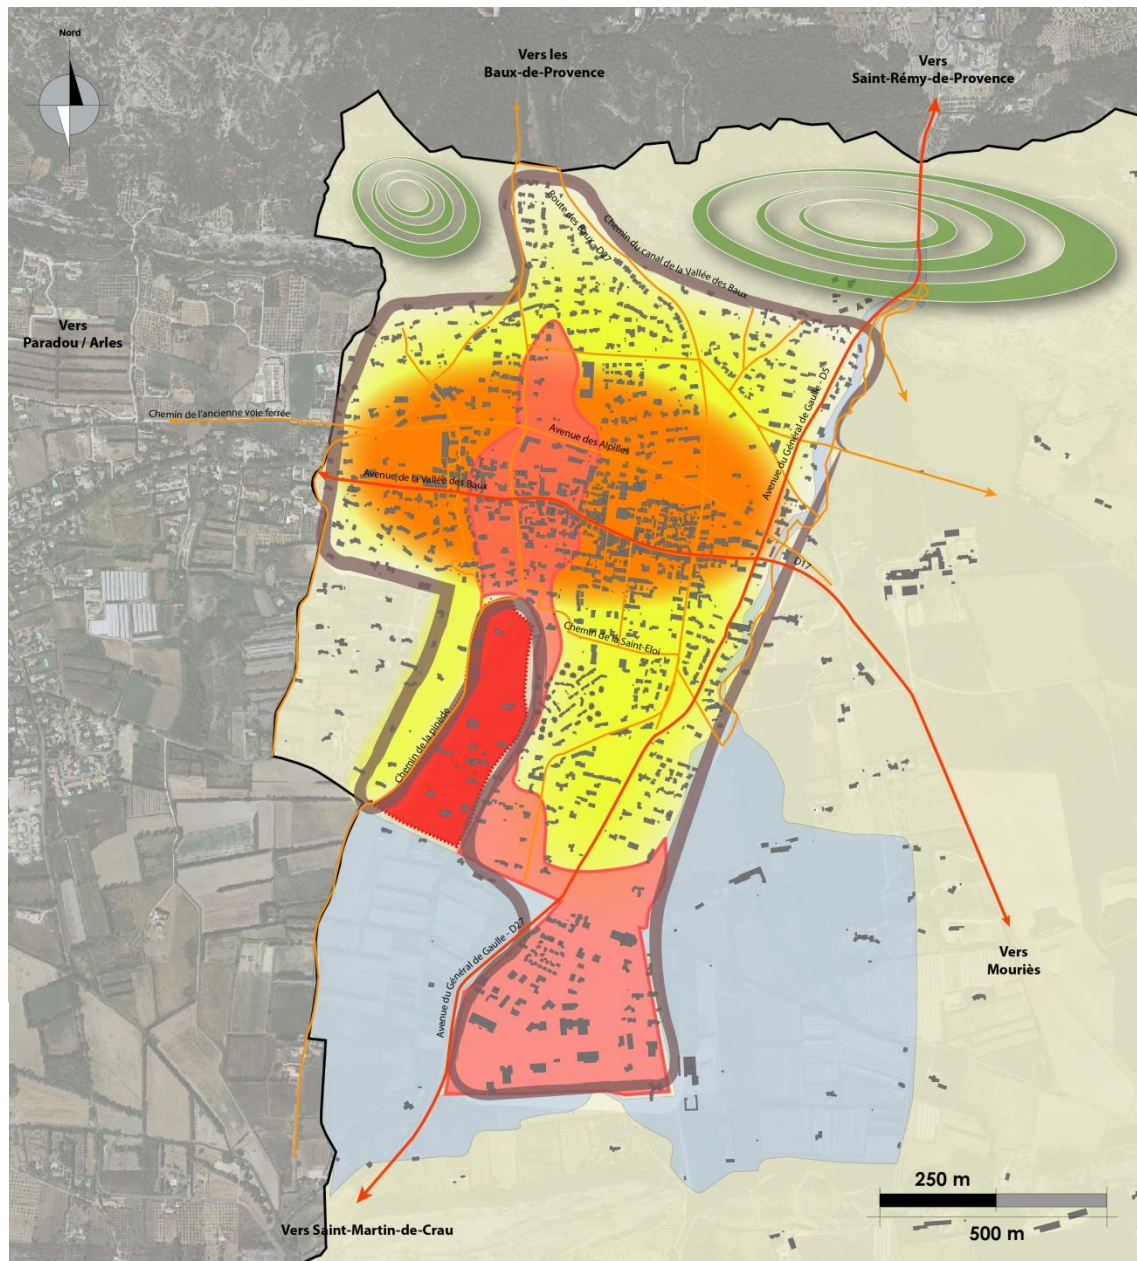 Nord
Vers les
Baux-de-Provence
Vers
Saint-Rémy-de-Provence
Route des Baux - D27
Chemin du canal de la Vallée des Baux
Vers
Paradou / Arles
Avenue du Général de Gaulle - D5
Chemin de l'ancienne voie ferrée
Avenue des Alpilles
Avenue de la Vallée des Baux
D17
Chemin de la Saint-Eloi
Chemin de la pinède
Avenue du Général de Gaulle - D27
Vers
Mouriès
250 m
500 m
Vers Saint-Martin-de-Crau